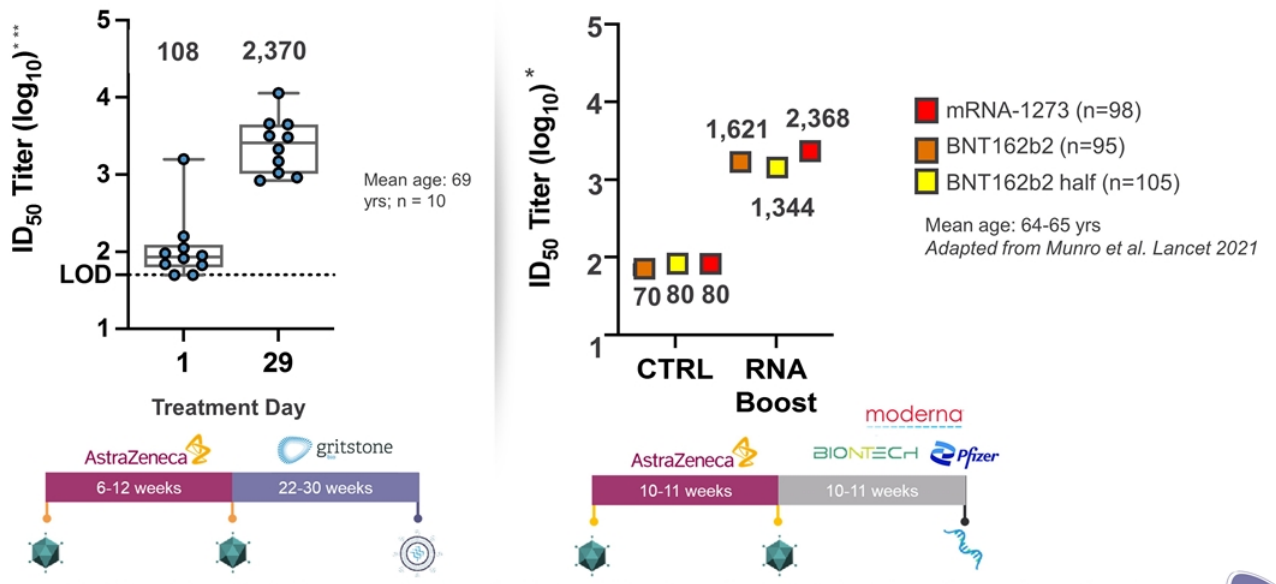 ID50 Titer (log10)* **
5
4
3
2
LOD
1
108
2,370
1
29
Treatment Day
Mean age: 69
yrs; n = 10
AstraZeneca
gritstone
bio
6-12 weeks
22-30 weeks
ID50 Titer (log10)*
5
4
3
2
1
1,621
2,368
1,344
70
80
80
CTRL
RNA
Boost
mRNA-1273 (n=98)
BNT162b2 (n=95)
BNT162b2 half (n=105)
Mean age: 64-65 yrs
Adapted from Munro et al. Lancet 2021
moderna
AstraZeneca
BIONTECH
Pfizer
10-11 weeks
10-11 weeks